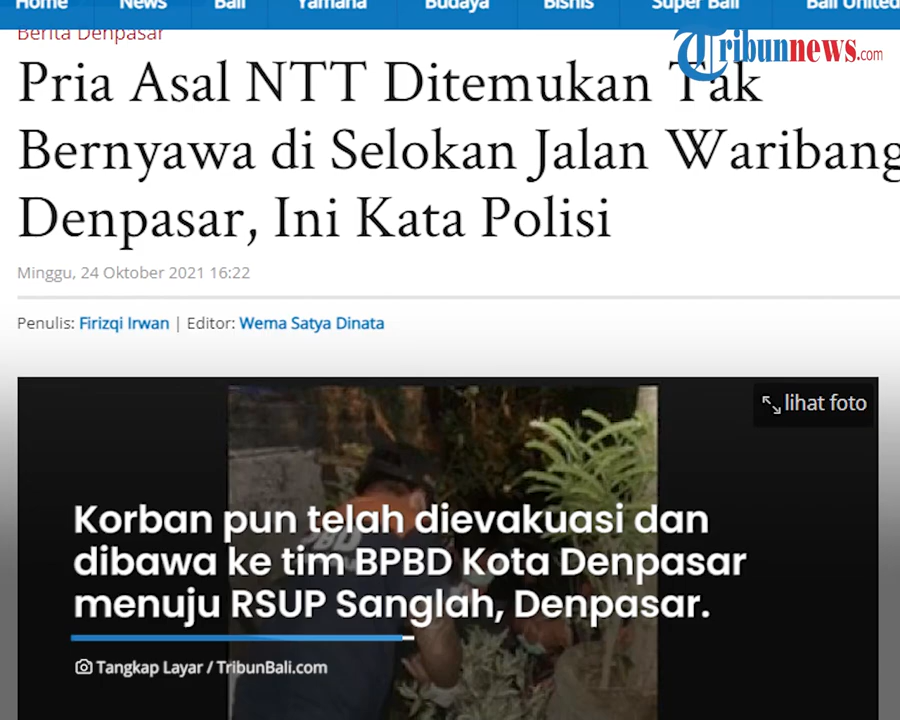 Home News Bali Yamaha Budaya Bisnis Super Ball Bali United
Berita Denpasar
Tribunnews.com
Pria Asal NTT Ditemukan Tak
Bernyawa di Selokan Jalan Waribang
Denpasar, Ini Kata Polisi
Minggu, 24 Oktober 2021 16:22
Penulis: Firizqi Irwan | Editor: Wema Satya Dinata
lihat foto
Korban pun telah dievakuasi dan
dibawa ke tim BPBD Kota Denpasar
menuju RSUP Sanglah, Denpasar.
Tangkap Layar / TribunBali.com